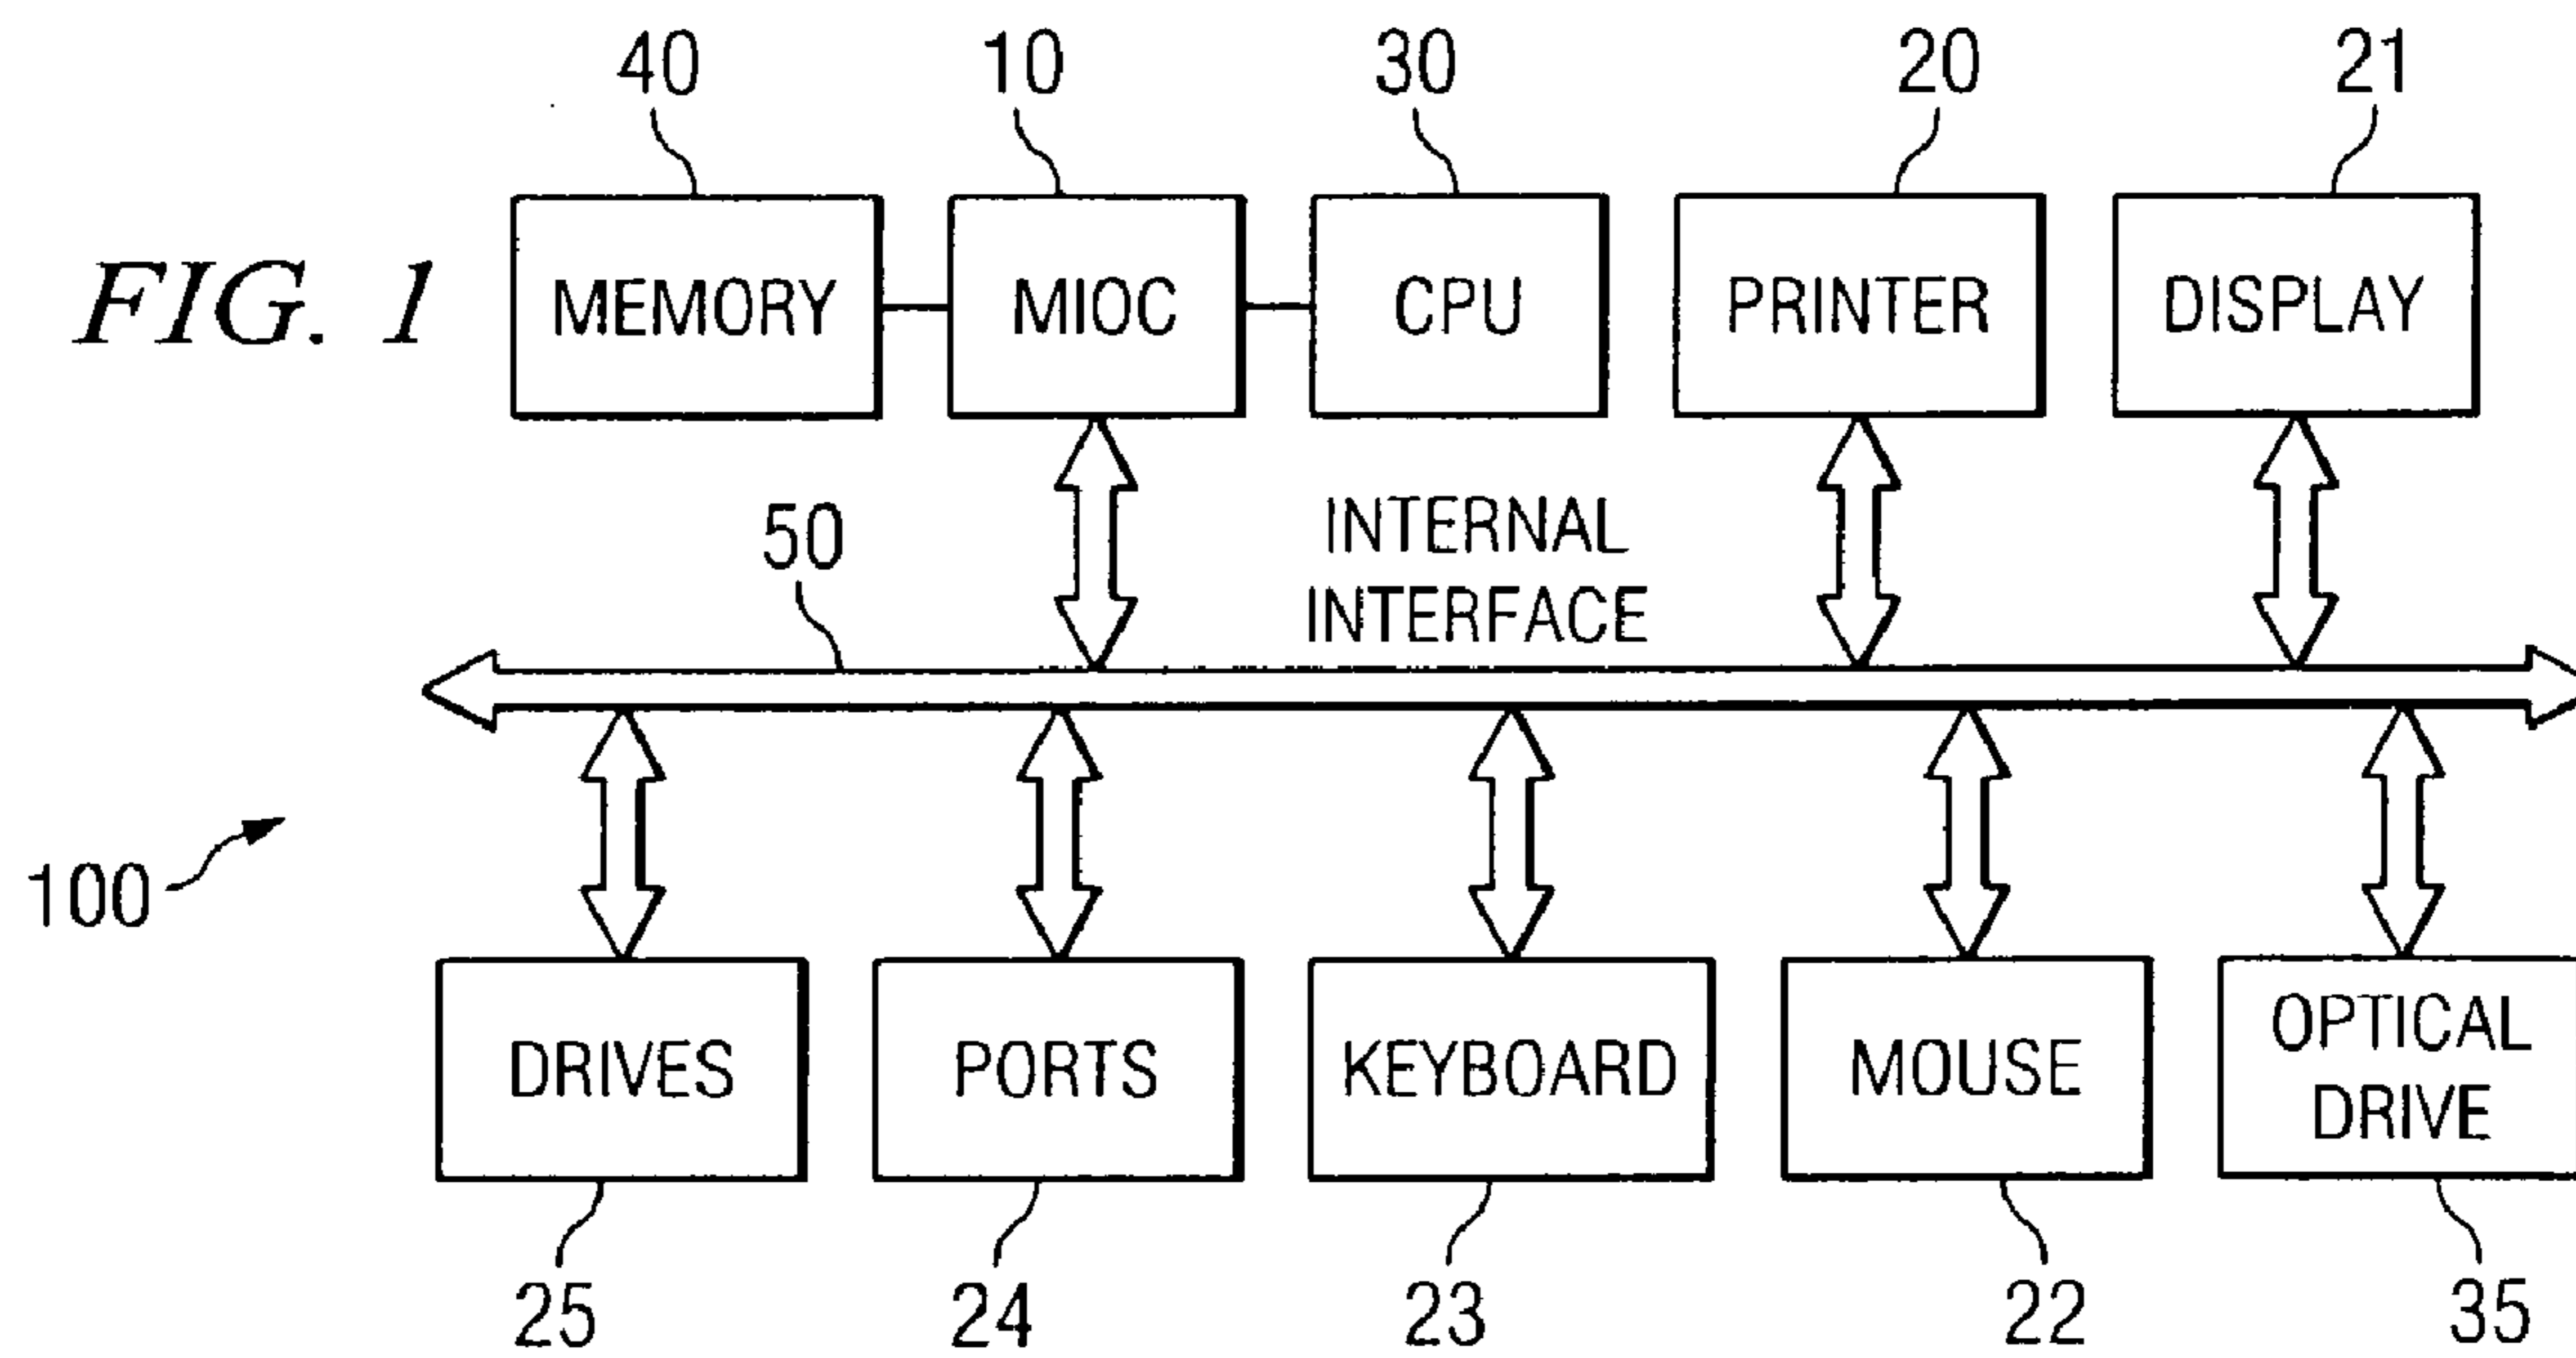 40 10 30 20 21
FIG. 1
MEMORY MIOC CPU PRINTER DISPLAY
50
INTERNAL
INTERFACE
100
DRIVES PORTS KEYBOARD MOUSE OPTICAL
DRIVE
25 24 23 22 35